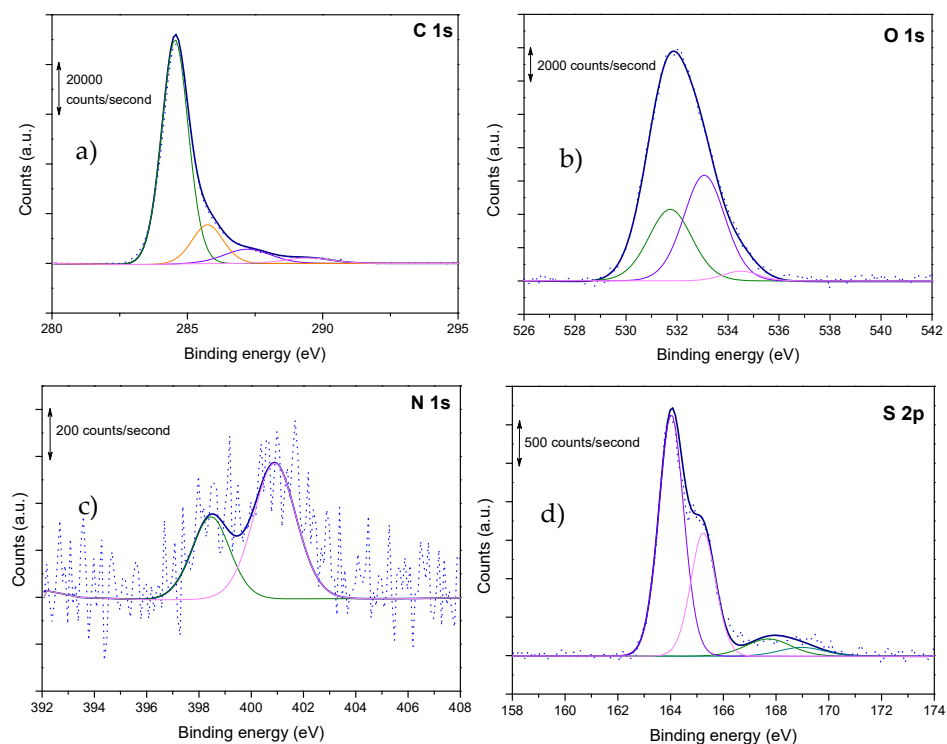 C 1s
20000
counts/second
a)
Counts (a.u.)
280 285 290 295
Binding energy (eV)
O 1s
2000 counts/second
b)
Counts (a.u.)
526 528 530 532 534 536 538 540 542
Binding energy (eV)
N 1s
200 counts/second
c)
Counts (a.u.)
392 394 396 398 400 402 404 406 408
Binding energy (eV)
S 2p
500 counts/second
d)
Counts (a.u.)
158 160 162 164 166 168 170 172 174
Binding energy (eV)